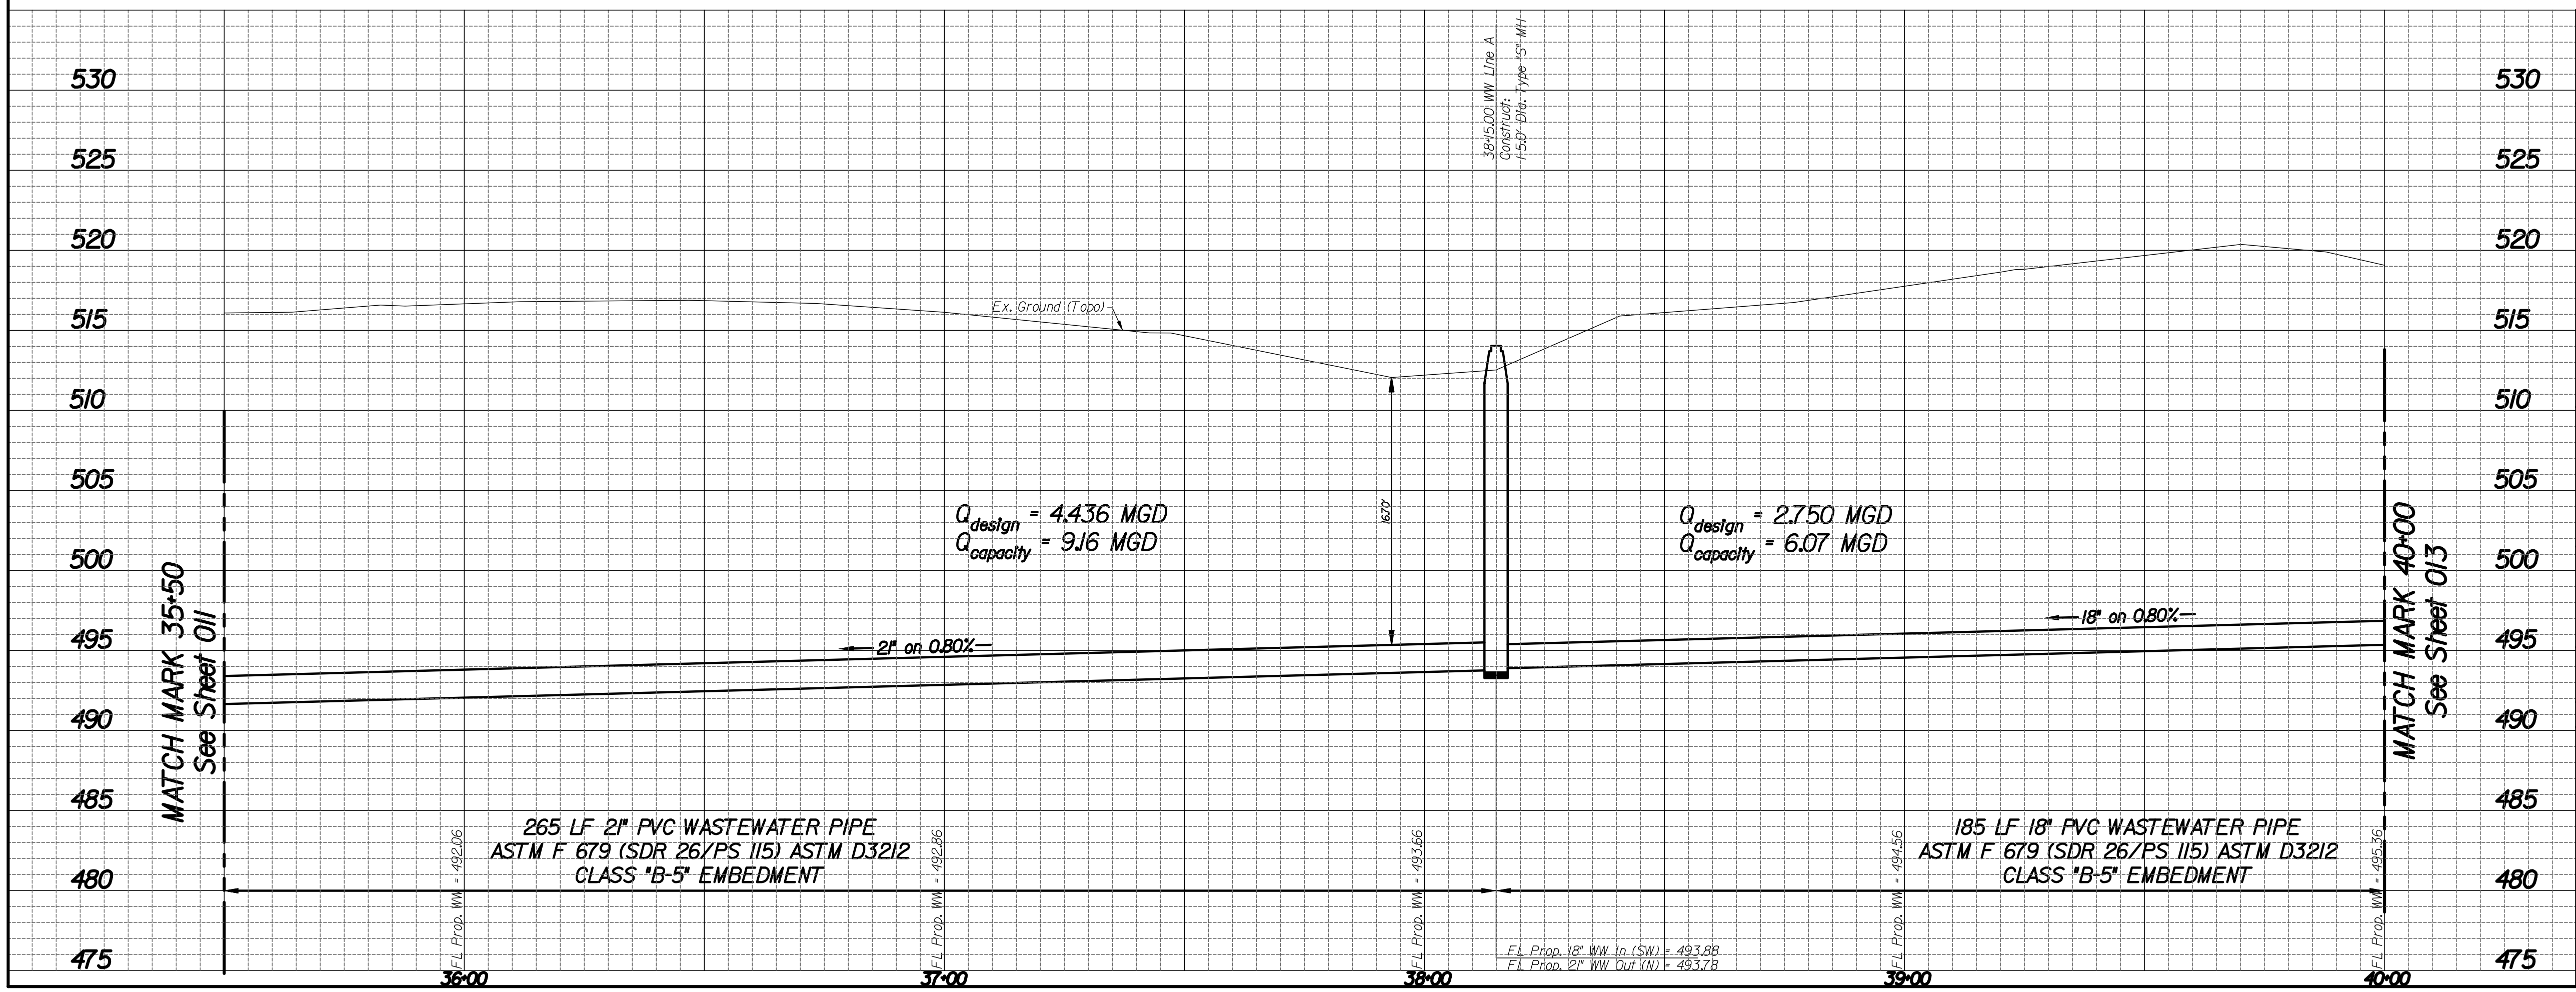 530
525
520
515
510
505
500
495
490
485
480
475
MATCH MARK 35+50
See Sheet 011
38+15.00 WW Line A
Construct:
1-5.0' Dia. Type "S" MH
Ex. Ground (Topo)
16.70'
Qdesign = 4.436 MGD
Qcapacity = 9.16 MGD
Qdesign = 2.750 MGD
Qcapacity = 6.07 MGD
21" on 0.80%
18" on 0.80%
265 LF 21" PVC WASTEWATER PIPE
ASTM F 679 (SDR 26/PS 115) ASTM D3212
CLASS "B-5" EMBEDMENT
185 LF 18" PVC WASTEWATER PIPE
ASTM F 679 (SDR 26/PS 115) ASTM D3212
CLASS "B-5" EMBEDMENT
FL Prop. WW = 492.06
FL Prop. WW = 492.86
FL Prop. WW = 493.66
FL Prop. WW = 494.56
FL Prop. WW = 495.36
FL Prop. 18" WW In (SW) = 493.88
FL Prop. 21" WW Out (N) = 493.78
36+00
37+00
38+00
39+00
40+00
MATCH MARK 40+00
See Sheet 013
530
525
520
515
510
505
500
495
490
485
480
475